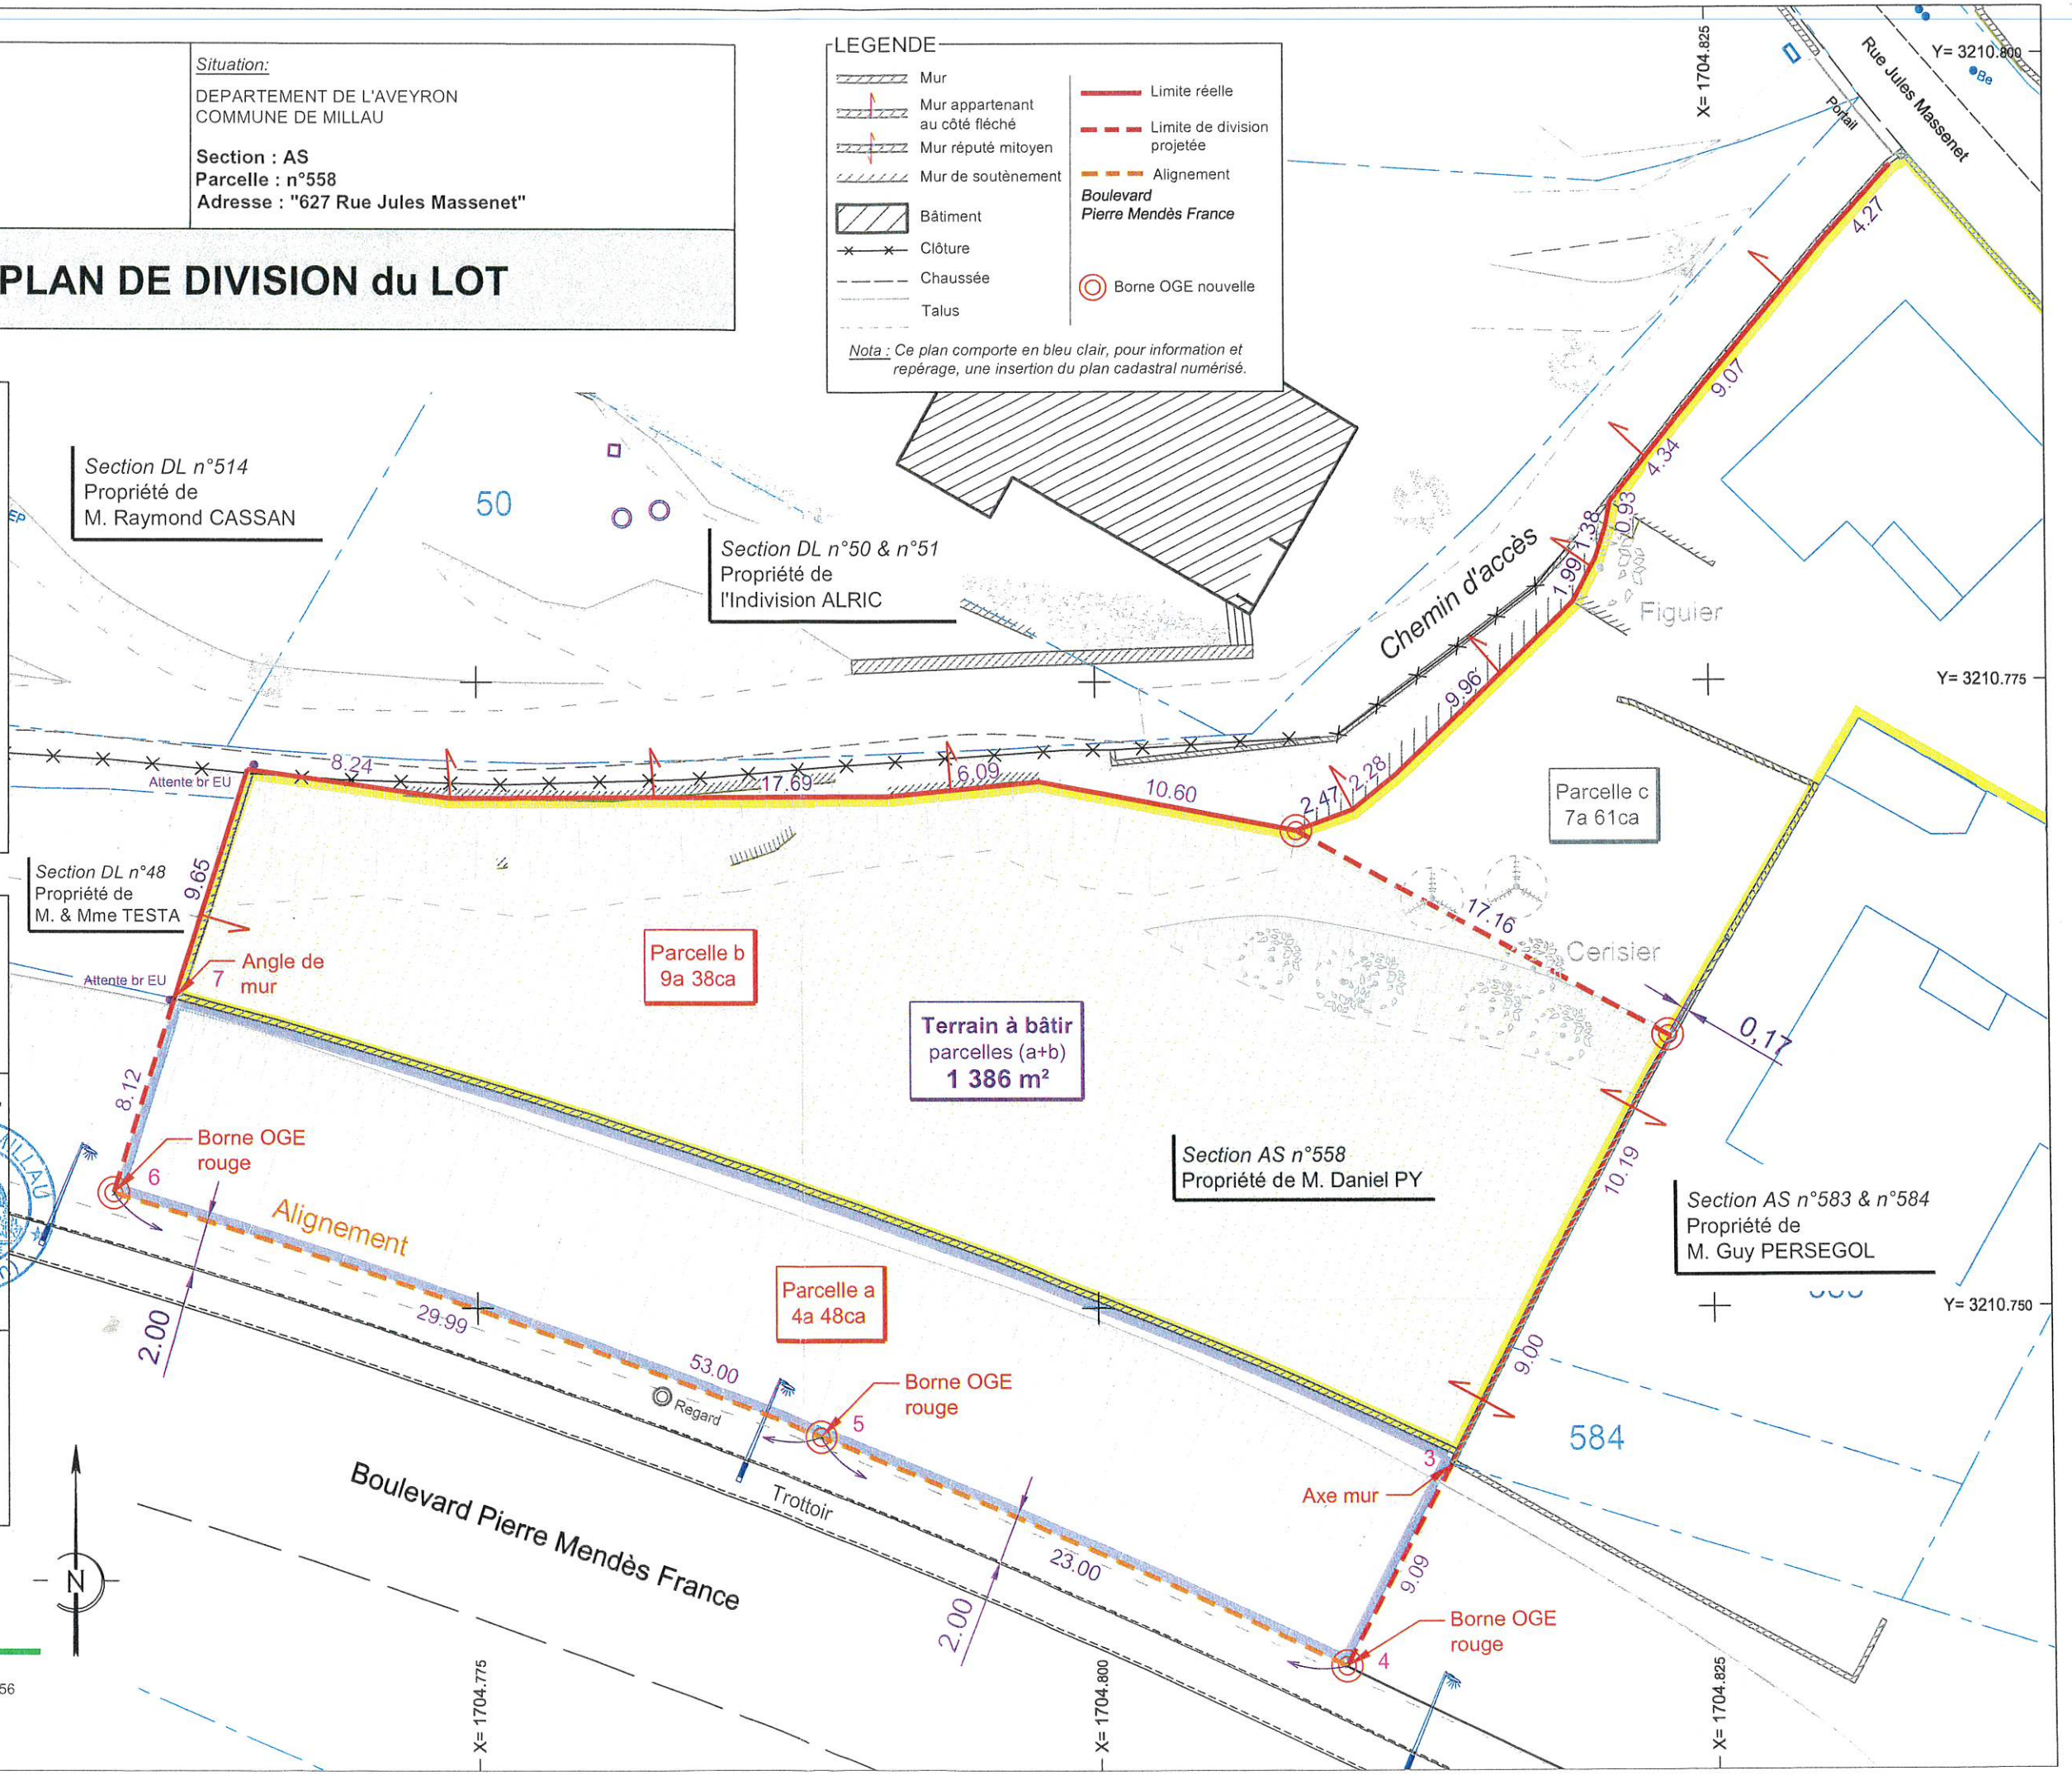 Situation:
DEPARTEMENT DE L'AVEYRON
COMMUNE DE MILLAU
Section : AS
Parcelle : n°558
Adresse : "627 Rue Jules Massenet"
PLAN DE DIVISION du LOT
LEGENDE
Mur
Mur appartenant
au côté fléché
Mur réputé mitoyen
Mur de soutènement
Bâtiment
Clôture
Chaussée
Talus
Limite réelle
Limite de division
projetée
Alignement
Boulevard
Pierre Mendès France
Borne OGE nouvelle
Nota : Ce plan comporte en bleu clair, pour information et
repérage, une insertion du plan cadastral numérisé.
X= 1704.825
Y= 3210.800
Rue Jules Massenet
Be
Portail
4.27
9.07
4.34
0.93
1.38
1.99
Figuier
Chemin d'accès
9.96
2.28
2.47
Y= 3210.775
Section DL n°514
Propriété de
M. Raymond CASSAN
EP
50
Section DL n°50 & n°51
Propriété de
l'Indivision ALRIC
Attente br EU
8.24
17.69
6.09
10.60
Parcelle c
7a 61ca
Section DL n°48
Propriété de
M. & Mme TESTA
9.65
Attente br EU
7
Angle de
mur
Parcelle b
9a 38ca
17.16
Cerisier
0,17
Terrain à bâtir
parcelles (a+b)
1 386 m²
8.12
Borne OGE
rouge
6
Section AS n°558
Propriété de M. Daniel PY
10.19
Section AS n°583 & n°584
Propriété de
M. Guy PERSEGOL
MILLAU
Alignement
2.00
29.99
Parcelle a
4a 48ca
Y= 3210.750
9.00
53.00
Regard
Borne OGE
rouge
5
584
3
Axe mur
Boulevard Pierre Mendès France
Trottoir
23.00
2.00
9.09
Borne OGE
rouge
4
N
56
X= 1704.775
X= 1704.800
X= 1704.825